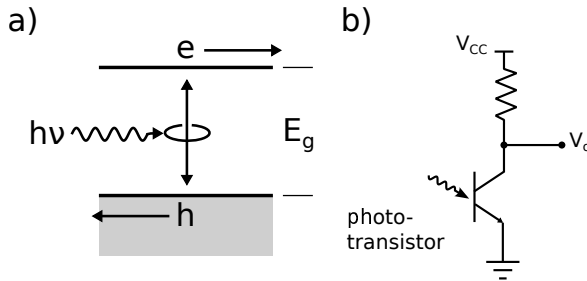 a)
e
hν
E_g
h
b)
V_CC
V_o
photo-
transistor